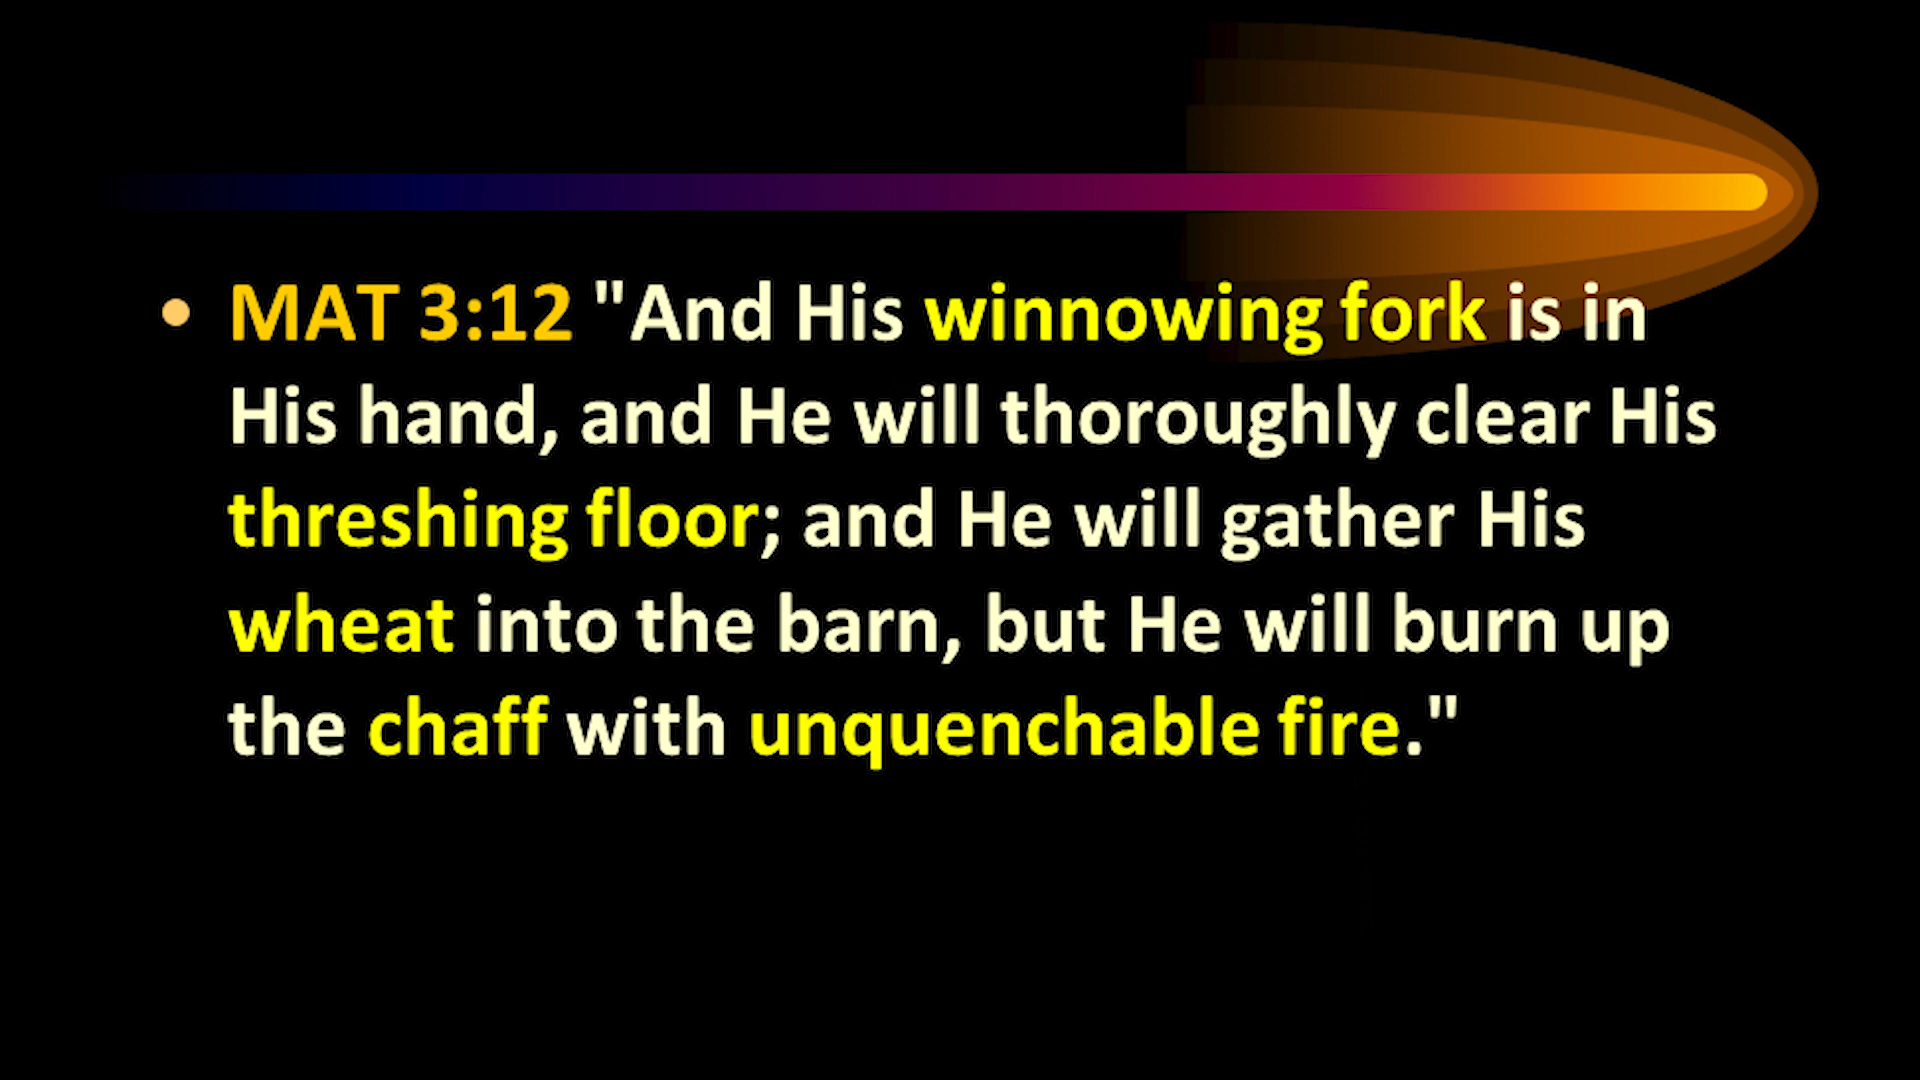 • MAT 3:12 "And His winnowing fork is in
His hand, and He will thoroughly clear His
threshing floor; and He will gather His
wheat into the barn, but He will burn up
the chaff with unquenchable fire."